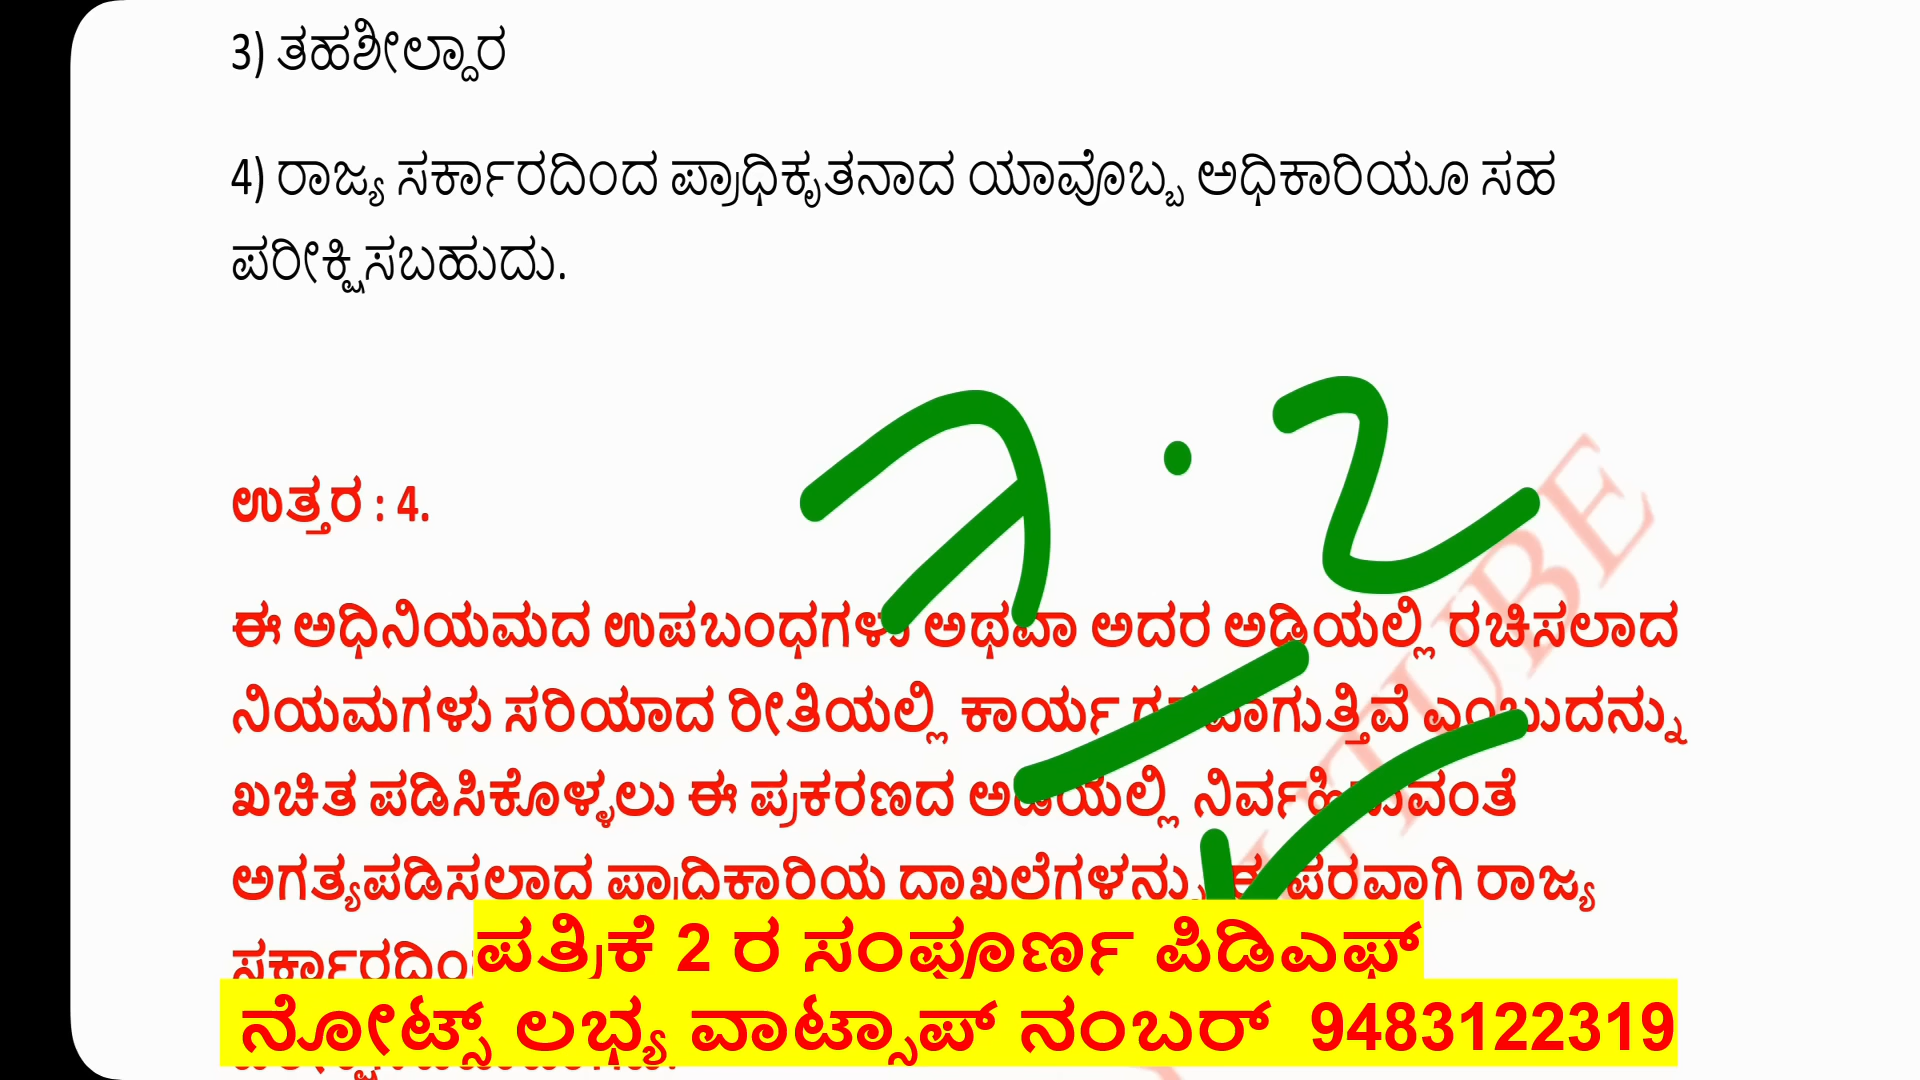 3) ತಹಶೀಲ್ದಾರ
4) ರಾಜ್ಯ ಸರ್ಕಾರದಿಂದ ಪ್ರಾಧಿಕೃತನಾದ ಯಾವೊಬ್ಬ ಅಧಿಕಾರಿಯೂ ಸಹ
ಪರೀಕ್ಷಿಸಬಹುದು.
2
ಉತ್ತರ : 4.
ಈ ಅಧಿನಿಯಮದ ಉಪಬಂಧಗಳು ಅಥವಾ ಅದರ ಅಡಿಯಲ್ಲಿ ರಚಿಸಲಾದ
ನಿಯಮಗಳು ಸರಿಯಾದ ರೀತಿಯಲ್ಲಿ ಕಾರ್ಯ ಗತವಾಗುತ್ತಿವೆ ಎಂಬುದನ್ನು
ಖಚಿತ ಪಡಿಸಿಕೊಳ್ಳಲು ಈ ಪ್ರಕರಣದ ಅಡಿಯಲ್ಲಿ ನಿರ್ವಹಿಸುವಂತೆ
ಅಗತ್ಯಪಡಿಸಲಾದ ಪ್ರಾಧಿಕಾರಿಯ ದಾಖಲೆಗಳನ್ನು ಈ ಪರವಾಗಿ ರಾಜ್ಯ
ಪತ್ರಿಕೆ 2 ರ ಸಂಪೂರ್ಣ ಪಿಡಿಎಫ್
ನೋಟ್ಸ್ ಲಭ್ಯ ವಾಟ್ಸಾಪ್ ನಂಬರ್ 9483122319